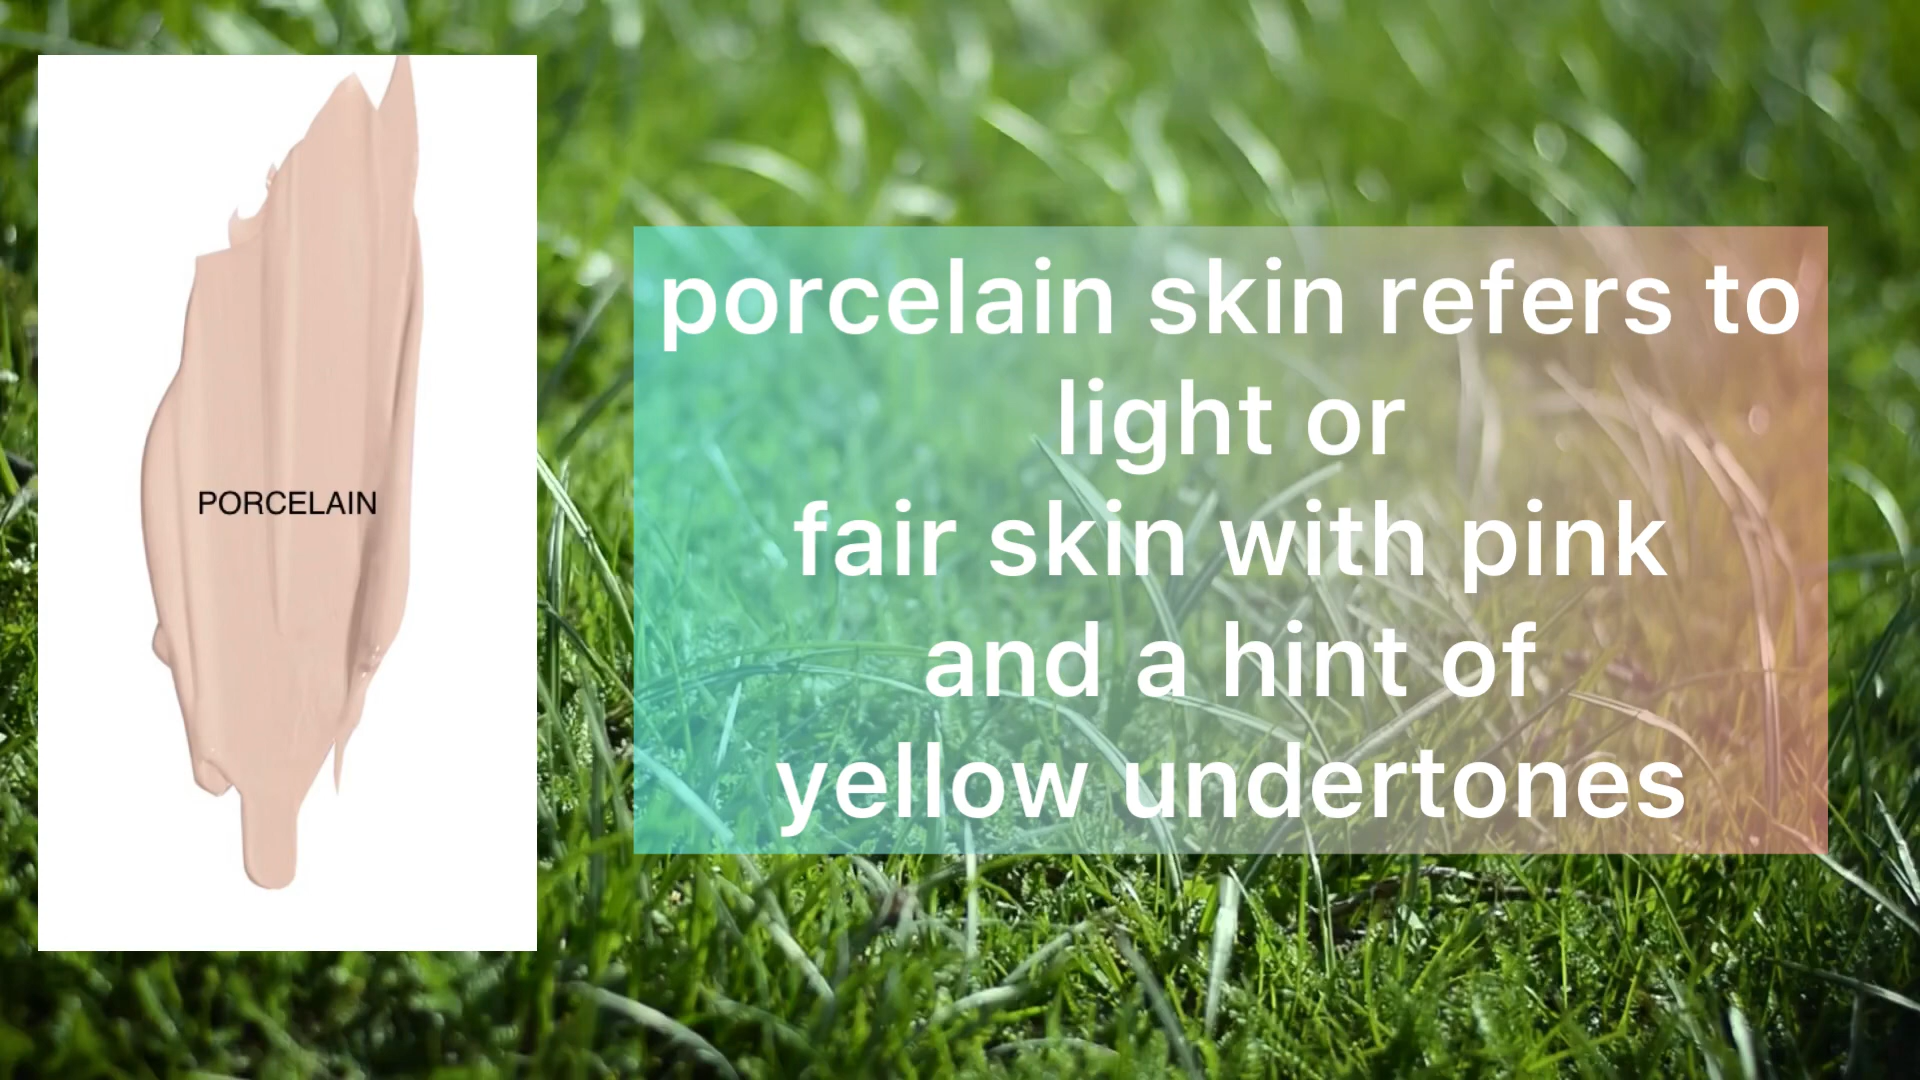 PORCELAIN
porcelain skin refers to
light or
fair skin with pink
and a hint of
yellow undertones